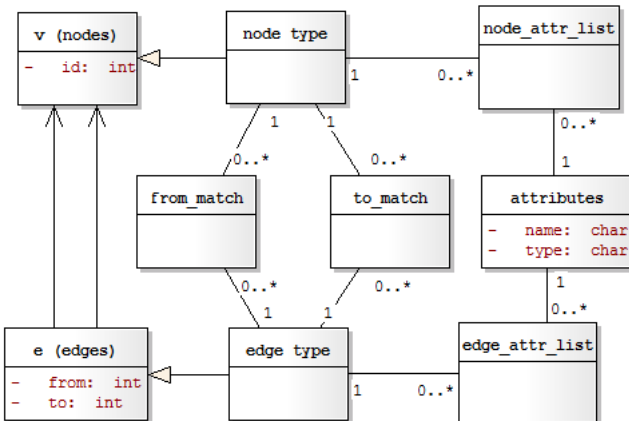 v (nodes)
- id: int
node type
node_attr_list
1
0..*
1
1
0..*
0..*
0..*
1
from_match
to_match
attributes
- name: char
- type: char
0..*
0..*
1
1
1
0..*
e (edges)
- from: int
- to: int
edge type
edge_attr_list
1
0..*